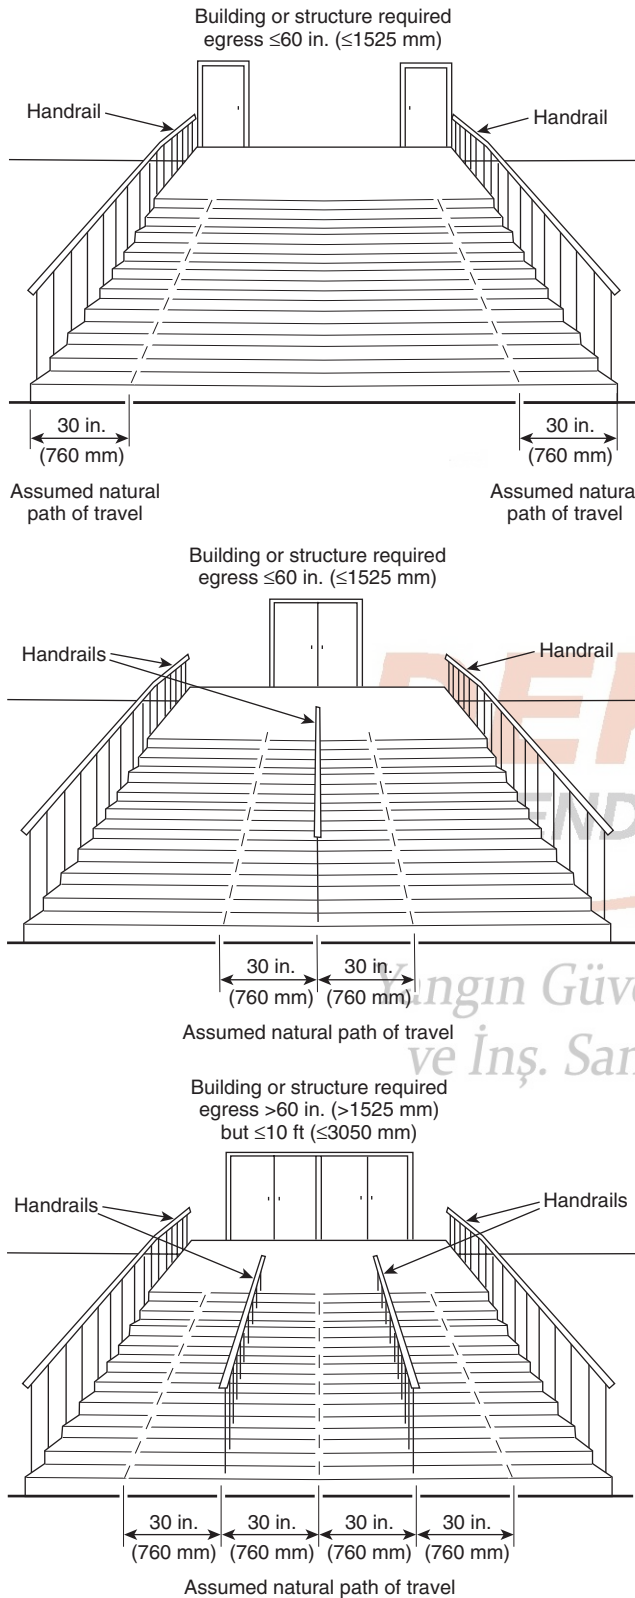 Building or structure required
egress ≤60 in. (≤1525 mm)
Handrail
Handrail
30 in.
(760 mm)
30 in.
(760 mm)
Assumed natural
path of travel
Assumed natura
path of travel
Building or structure required
egress ≤60 in. (≤1525 mm)
Handrails
Handrail
30 in.
(760 mm)
30 in.
(760 mm)
Assumed natural path of travel
Yangın Güve
ve İnş. San
Building or structure required
egress >60 in. (>1525 mm)
but ≤10 ft (≤3050 mm)
Handrails
Handrails
30 in.
(760 mm)
30 in.
(760 mm)
30 in.
(760 mm)
30 in.
(760 mm)
Assumed natural path of travel